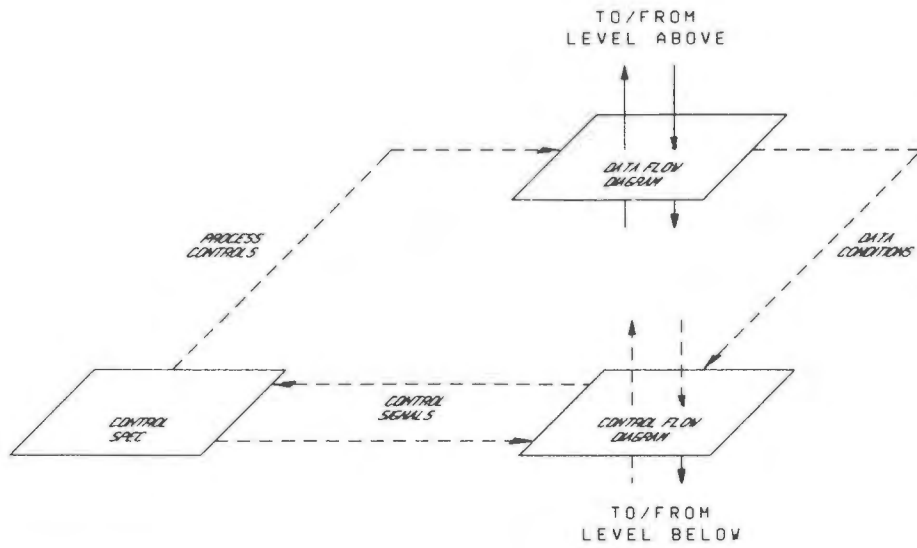 TO/FROM
LEVEL ABOVE
DATA FLOW
DIAGRAM
PROCESS
CONTROLS
DATA
CONDITIONS
CONTROL
SIGNALS
CONTROL
SPEC
CONTROL FLOW
DIAGRAM
TO/FROM
LEVEL BELOW